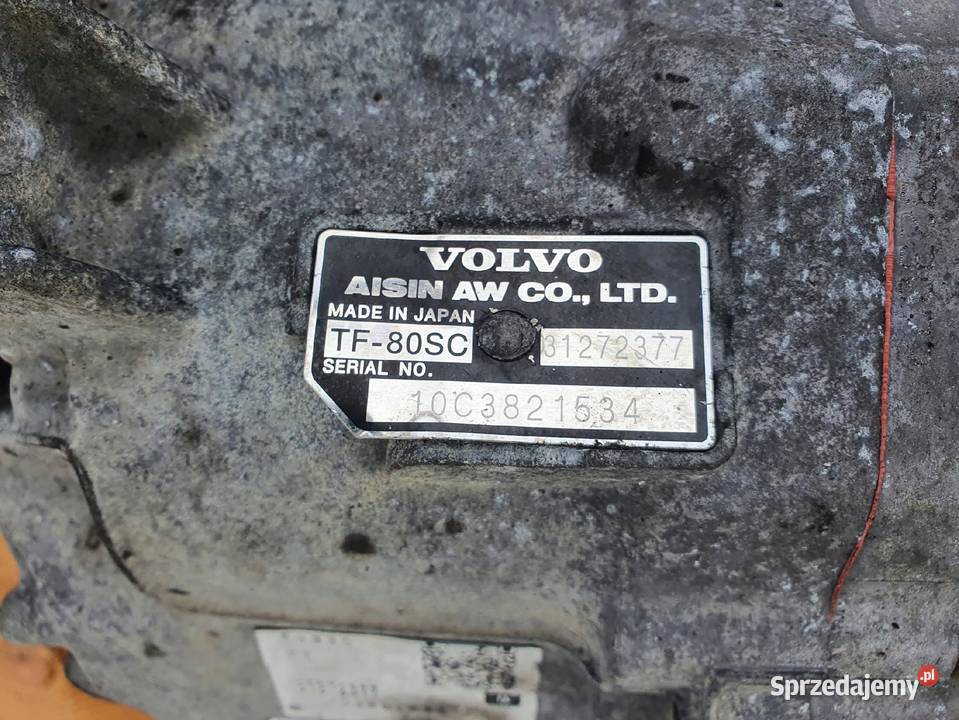 VOLVO
AISIN AW CO., LTD.
MADE IN JAPAN
TF-80SC 31272377
SERIAL NO.
10C3821534
Sprzedajemy.pl